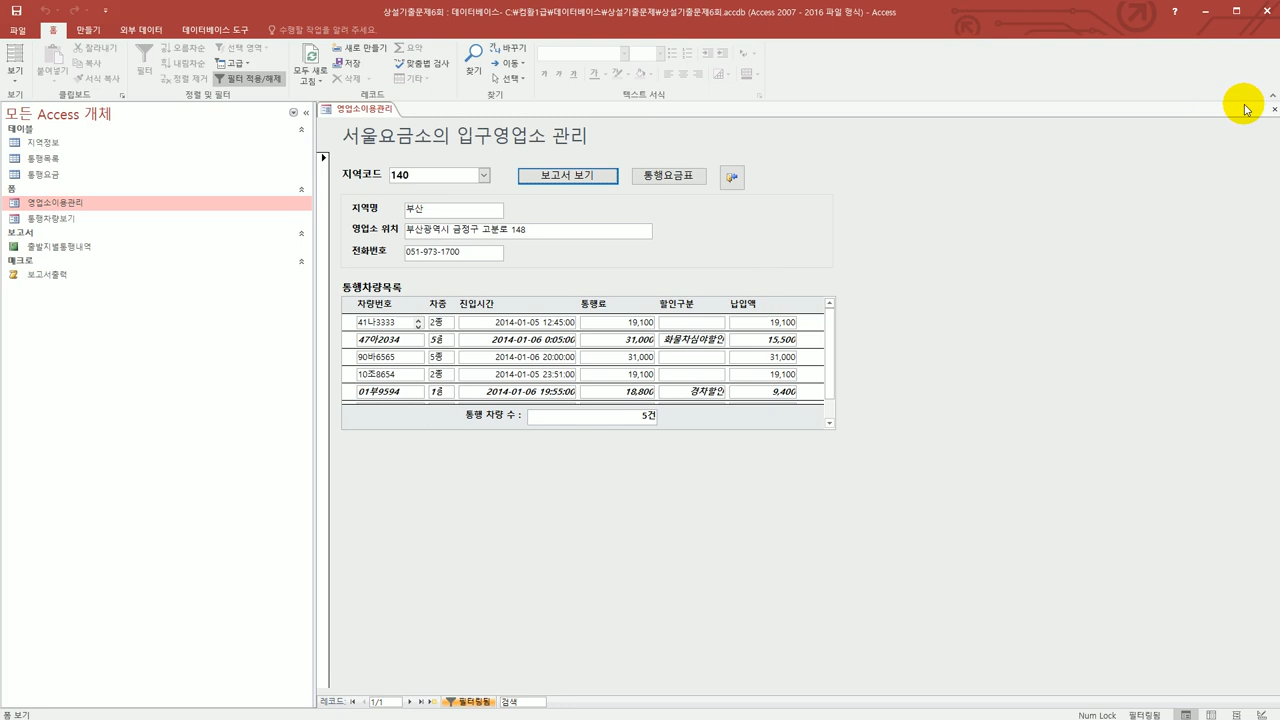 상설기출문제6회 : 데이터베이스- C:₩컴활1급₩데이터베이스₩상설기출문제₩상설기출문제6회.accdb (Access 2007 - 2016 파일 형식) - Access
파일 홈 만들기 외부 데이터 데이터베이스 도구 수행할 작업을 알려 주세요.
보기 붙여넣기 잘라내기 복사 서식 복사 필터 오름차순 내림차순 정렬 제거 선택 영역 고급 필터 적용/해제 모두 새로 고침 새로 만들기 저장 삭제 요약 맞춤법 검사 기타 찾기 바꾸기 이동 선택 가 가 가 가
보기 클립보드 정렬 및 필터 레코드 찾기 텍스트 서식
모든 Access 개체
테이블
지역정보
통행목록
통행요금
폼
영업소이용관리
통행차량보기
보고서
출발지별통행내역
매크로
보고서출력
영업소이용관리
서울요금소의 입구영업소 관리
지역코드 140 보고서 보기 통행요금표
지역명 부산
영업소 위치 부산광역시 금정구 고분로 148
전화번호 051-973-1700
통행차량목록
차량번호 차종 진입시간 통행료 할인구분 납입액
41나3333 2종 2014-01-05 12:45:00 19,100 19,100
47아2034 5종 2014-01-06 0:05:00 31,000 화물차심야할인 15,500
90바6565 5종 2014-01-06 20:00:00 31,000 31,000
10조8654 2종 2014-01-05 23:51:00 19,100 19,100
01부9594 1종 2014-01-06 19:55:00 18,800 경차할인 9,400
통행 차량 수 : 5건
레코드: 1/1 필터링됨 검색
폼 보기 Num Lock 필터링됨